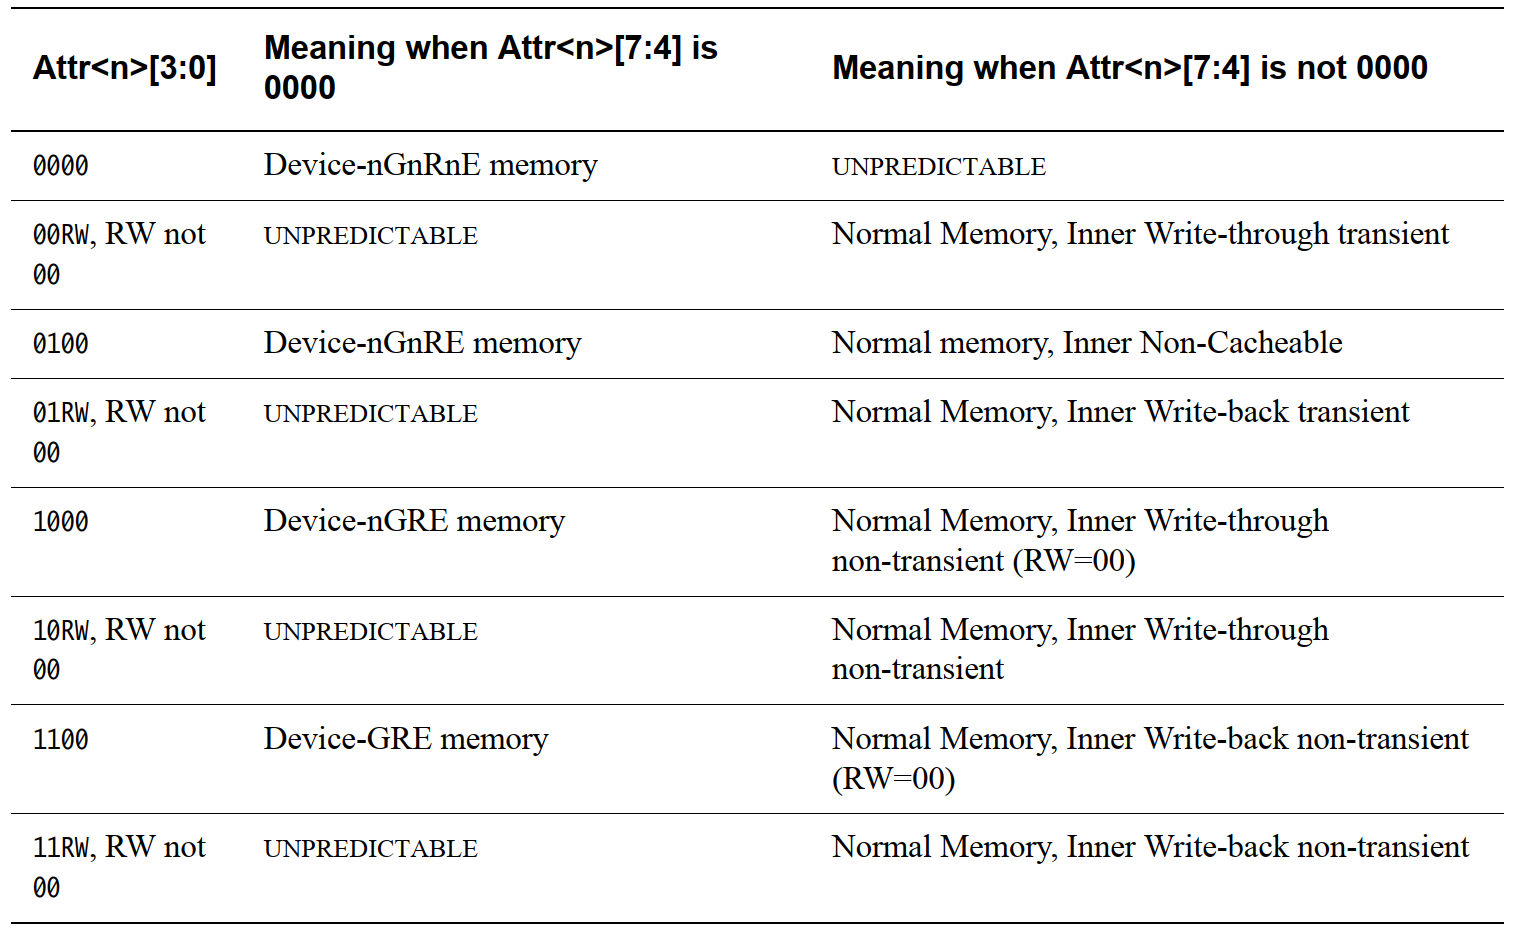 Attr<n>[3:0] Meaning when Attr<n>[7:4] is 0000 Meaning when Attr<n>[7:4] is not 0000
0000 Device-nGnRnE memory UNPREDICTABLE
00RW, RW not UNPREDICTABLE Normal Memory, Inner Write-through transient
00
0100 Device-nGnRE memory Normal memory, Inner Non-Cacheable
01RW, RW not UNPREDICTABLE Normal Memory, Inner Write-back transient
00
1000 Device-nGRE memory Normal Memory, Inner Write-through
non-transient (RW=00)
10RW, RW not UNPREDICTABLE Normal Memory, Inner Write-through
00 non-transient
1100 Device-GRE memory Normal Memory, Inner Write-back non-transient
(RW=00)
11RW, RW not UNPREDICTABLE Normal Memory, Inner Write-back non-transient
00